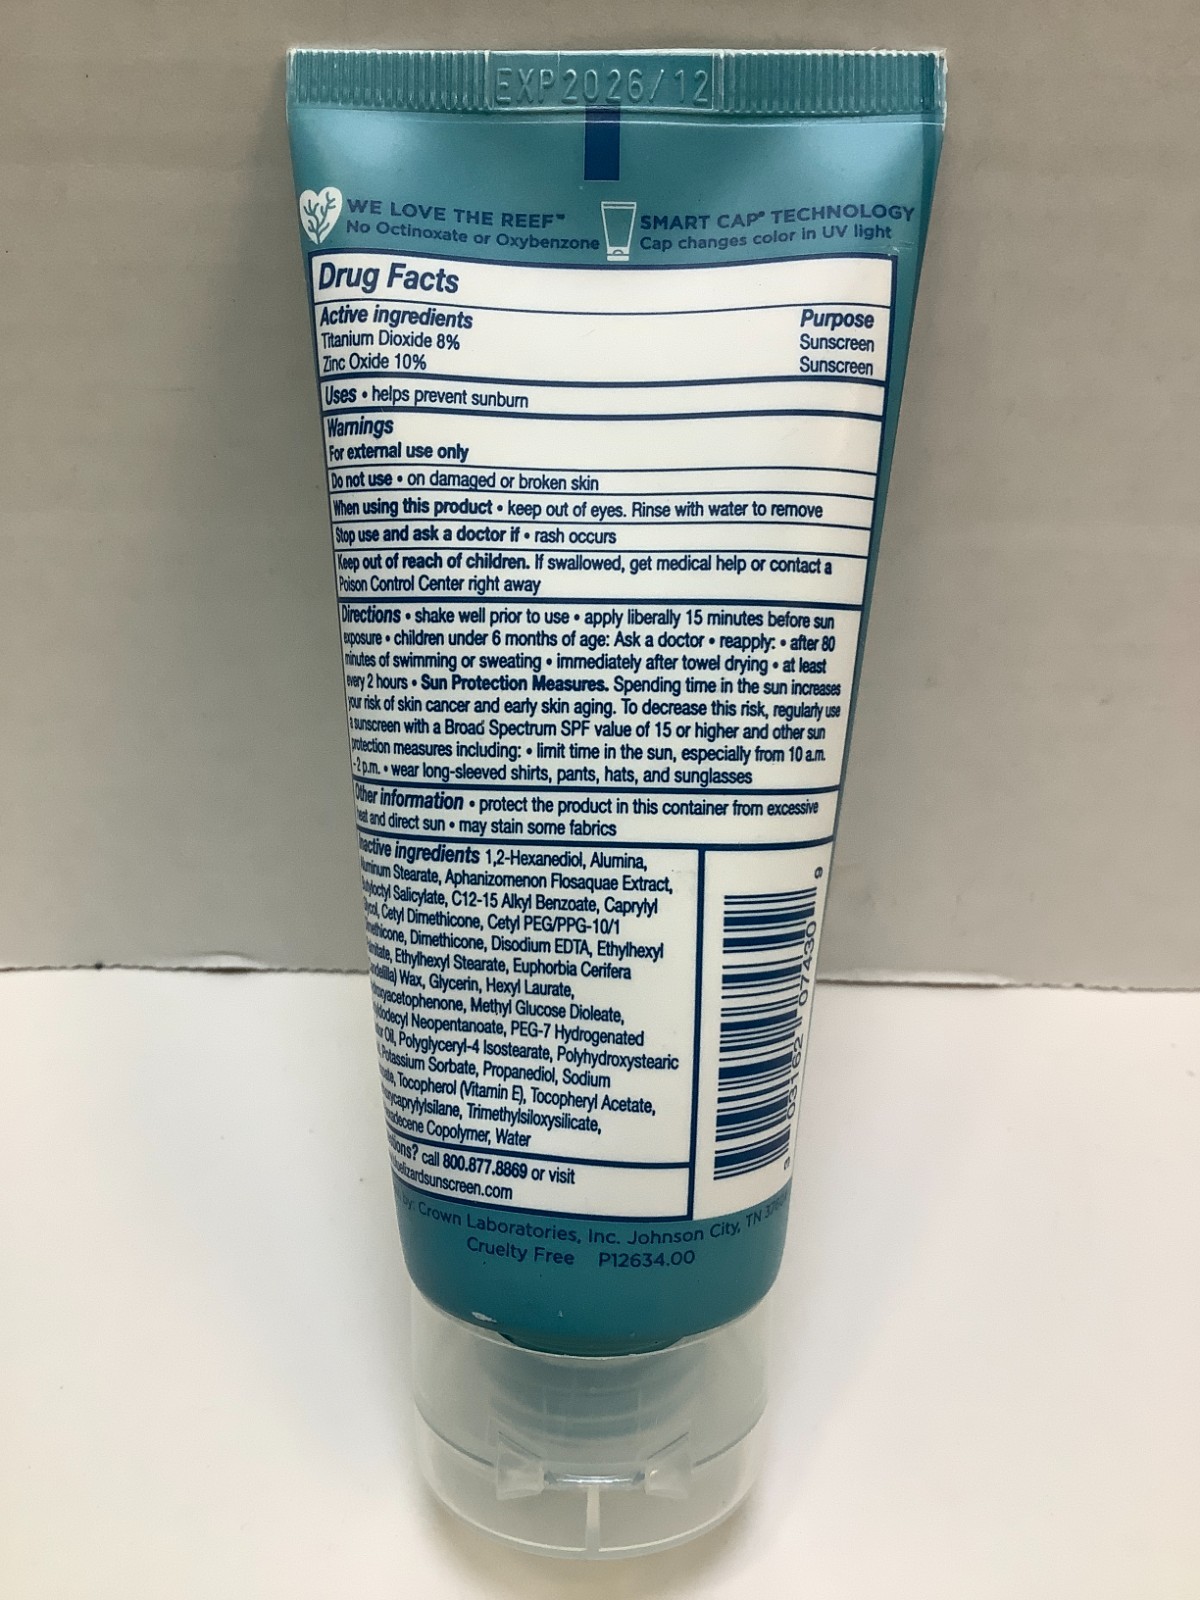 EXP2026/12
WE LOVE THE REEF™
No Octinoxate or Oxybenzone
SMART CAP® TECHNOLOGY
Cap changes color in UV light
Drug Facts
Active ingredients Purpose
Titanium Dioxide 8% Sunscreen
Zinc Oxide 10% Sunscreen
Uses • helps prevent sunburn
Warnings
For external use only
Do not use • on damaged or broken skin
When using this product • keep out of eyes. Rinse with water to remove
Stop use and ask a doctor if • rash occurs
Keep out of reach of children. If swallowed, get medical help or contact a
Poison Control Center right away
Directions • shake well prior to use • apply liberally 15 minutes before sun
exposure • children under 6 months of age: Ask a doctor • reapply: • after 80
minutes of swimming or sweating • immediately after towel drying • at least
every 2 hours • Sun Protection Measures. Spending time in the sun increases
your risk of skin cancer and early skin aging. To decrease this risk, regularly use
a sunscreen with a Broad Spectrum SPF value of 15 or higher and other sun
protection measures including: • limit time in the sun, especially from 10 a.m.
-2 p.m. • wear long-sleeved shirts, pants, hats, and sunglasses
Other information • protect the product in this container from excessive
heat and direct sun • may stain some fabrics
Inactive ingredients 1,2-Hexanediol, Alumina,
Aluminum Stearate, Aphanizomenon Flosaquae Extract,
Butyloctyl Salicylate, C12-15 Alkyl Benzoate, Caprylyl
Glycol, Cetyl Dimethicone, Cetyl PEG/PPG-10/1
Dimethicone, Dimethicone, Disodium EDTA, Ethylhexyl
Ethylhexyl Stearate, Euphorbia Cerifera
Wax, Glycerin, Hexyl Laurate,
Methyl Glucose Dioleate,
Neopentanoate, PEG-7 Hydrogenated
Oil, Polyglyceryl-4 Isostearate, Polyhydroxystearic
Potassium Sorbate, Propanediol, Sodium
Tocopherol (Vitamin E), Tocopheryl Acetate,
Trimethylsiloxysilicate,
Copolymer, Water
call 800.877.8869 or visit
bluelizardsunscreen.com
3 03162 07430 9
by: Crown Laboratories, Inc. Johnson City, TN
Cruelty Free P12634.00